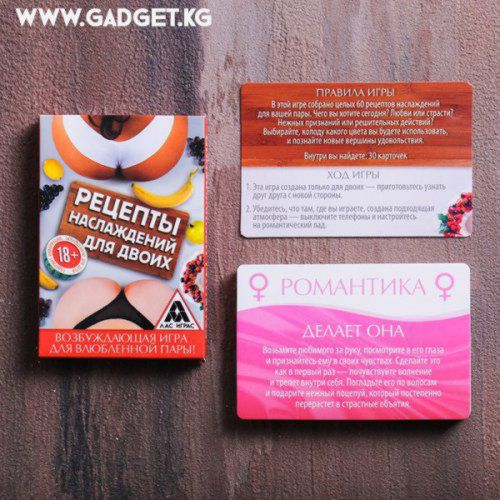 WWW.GADGET.KG
РЕЦЕПТЫ
НАСЛАЖДЕНИЙ
ДЛЯ ДВОИХ
18+
ЛАС ИГРАС
ВОЗБУЖДАЮЩАЯ ИГРА
ДЛЯ ВЛЮБЛЕННОЙ ПАРЫ!
ПРАВИЛА ИГРЫ
В этой игре собрано целых 60 рецептов наслаждений
для вашей пары. Чего вы хотите сегодня? Любви или страсти?
Нежных признаний или решительных действий?
Выбирайте, колоду какого цвета вы будете использовать,
и познайте новые вершины удовольствия.
Внутри вы найдете: 30 карточек
ХОД ИГРЫ
1. Эта игра создана только для двоих — приготовьтесь узнать
друг друга с новой стороны.
2. Убедитесь, что там, где вы играете, создана подходящая
атмосфера — выключите телефоны и настройтесь
на романтический лад.
РОМАНТИКА
ДЕЛАЕТ ОНА
Возьмите любимого за руку, посмотрите в его глаза
и признайтесь ему в своих чувствах. Сделайте это
как в первый раз — почувствуйте волнение
и трепет внутри себя. Погладьте его по волосам
и подарите нежный поцелуй, который постепенно
перерастет в страстные объятия.